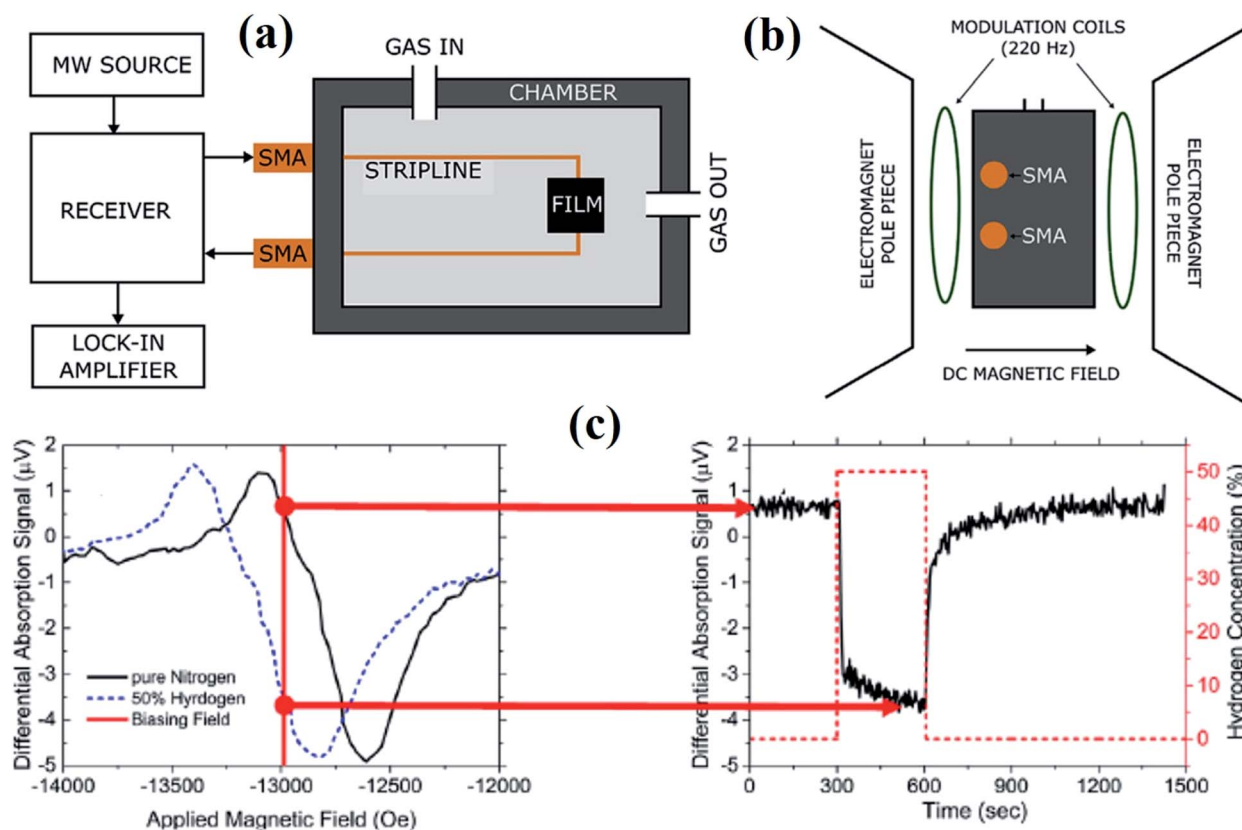 (a)
MW SOURCE
RECEIVER
LOCK-IN
AMPLIFIER
SMA
SMA
GAS IN
CHAMBER
STRIPLINE
FILM
GAS OUT
(b)
MODULATION COILS
(220 Hz)
ELECTROMAGNET
POLE PIECE
SMA
SMA
ELECTROMAGNET
POLE PIECE
DC MAGNETIC FIELD
(c)
Differential Absorption Signal (μV)
2
1
0
-1
-2
-3
-4
-5
pure Nitrogen
50% Hyrdogen
Biasing Field
-14000 -13500 -13000 -12500 -12000
Applied Magnetic Field (Oe)
Differential Absorption Signal (μV)
2
1
0
-1
-2
-3
-4
-5
0 300 600 900 1200 1500
Time (sec)
50
40
30
20
10
0
Hydrogen Concentration (%)